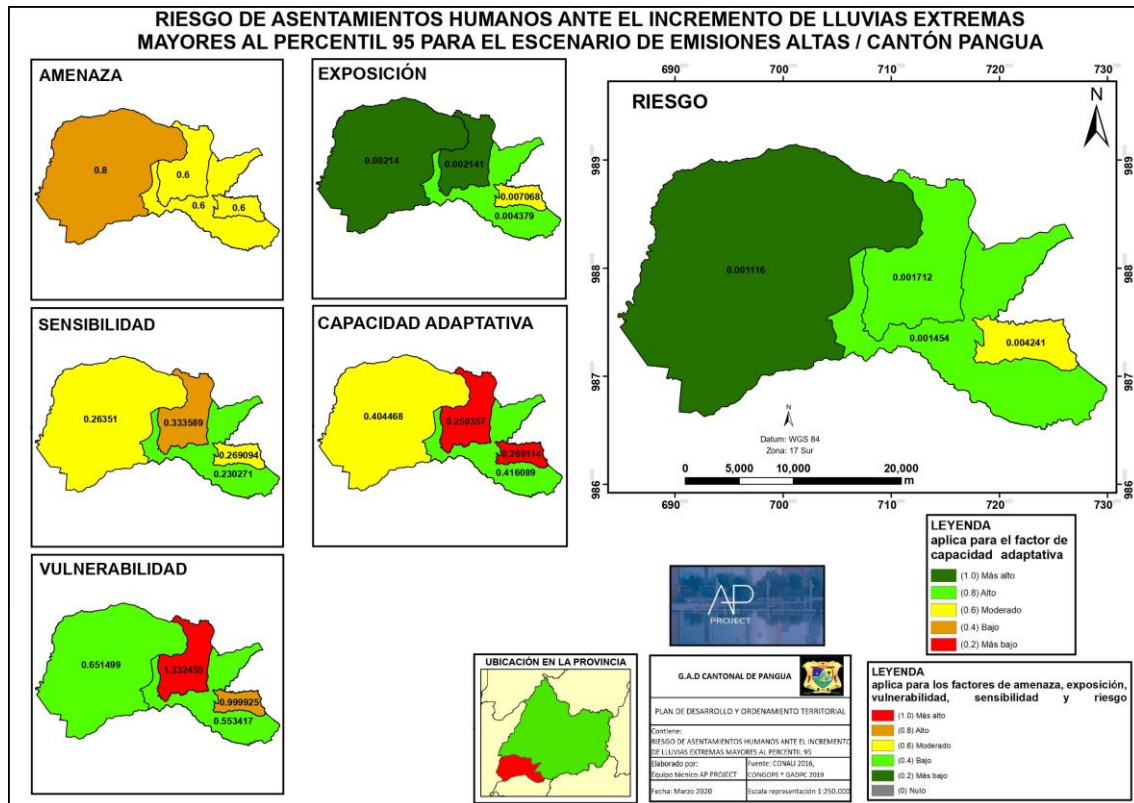 RIESGO DE ASENTAMIENTOS HUMANOS ANTE EL INCREMENTO DE LLUVIAS EXTREMAS
MAYORES AL PERCENTIL 95 PARA EL ESCENARIO DE EMISIONES ALTAS / CANTÓN PANGUA
AMENAZA
0.8
0.6
0.6
0.6
EXPOSICIÓN
0.00214
0.002141
0.007068
0.004379
SENSIBILIDAD
0.26351
0.333589
0.269094
0.230271
CAPACIDAD ADAPTATIVA
0.404468
0.250357
0.269114
0.416089
VULNERABILIDAD
0.651499
1.332455
0.999925
0.553417
RIESGO
690 700 710 720 730
N
989
988
987
986
989
988
987
986
0.001116
0.001712
0.001454
0.004241
N
Datum: WGS 84
Zona: 17 Sur
0 5,000 10,000 20,000
m
690 700 710 720 730
LEYENDA
aplica para el factor de
capacidad adaptativa
(1.0) Más alto
(0.8) Alto
(0.6) Moderado
(0.4) Bajo
(0,2) Más bajo
AP
PROJECT
UBICACIÓN EN LA PROVINCIA
G.A.D CANTONAL DE PANGUA
PLAN DE DESARROLLO Y ORDENAMIENTO TERRITORIAL
Contiene:
RIESGO DE ASENTAMIENTOS HUMANOS ANTE EL INCREMENTO
DE LLUVIAS EXTREMAS MAYORES AL PERCENTIL 95
Elaborado por:
Equipo técnico AP PROJECT
Fuente: CONALI 2016,
CONGOPE Y GADPC 2019
Fecha: Marzo 2020
Escala representación 1:250.000
LEYENDA
aplica para los factores de amenaza, exposición,
vulnerabilidad, sensibilidad y riesgo
(1.0) Más alto
(0.8) Alto
(0.6) Moderado
(0.4) Bajo
(0.2) Más bajo
(0) Nulo